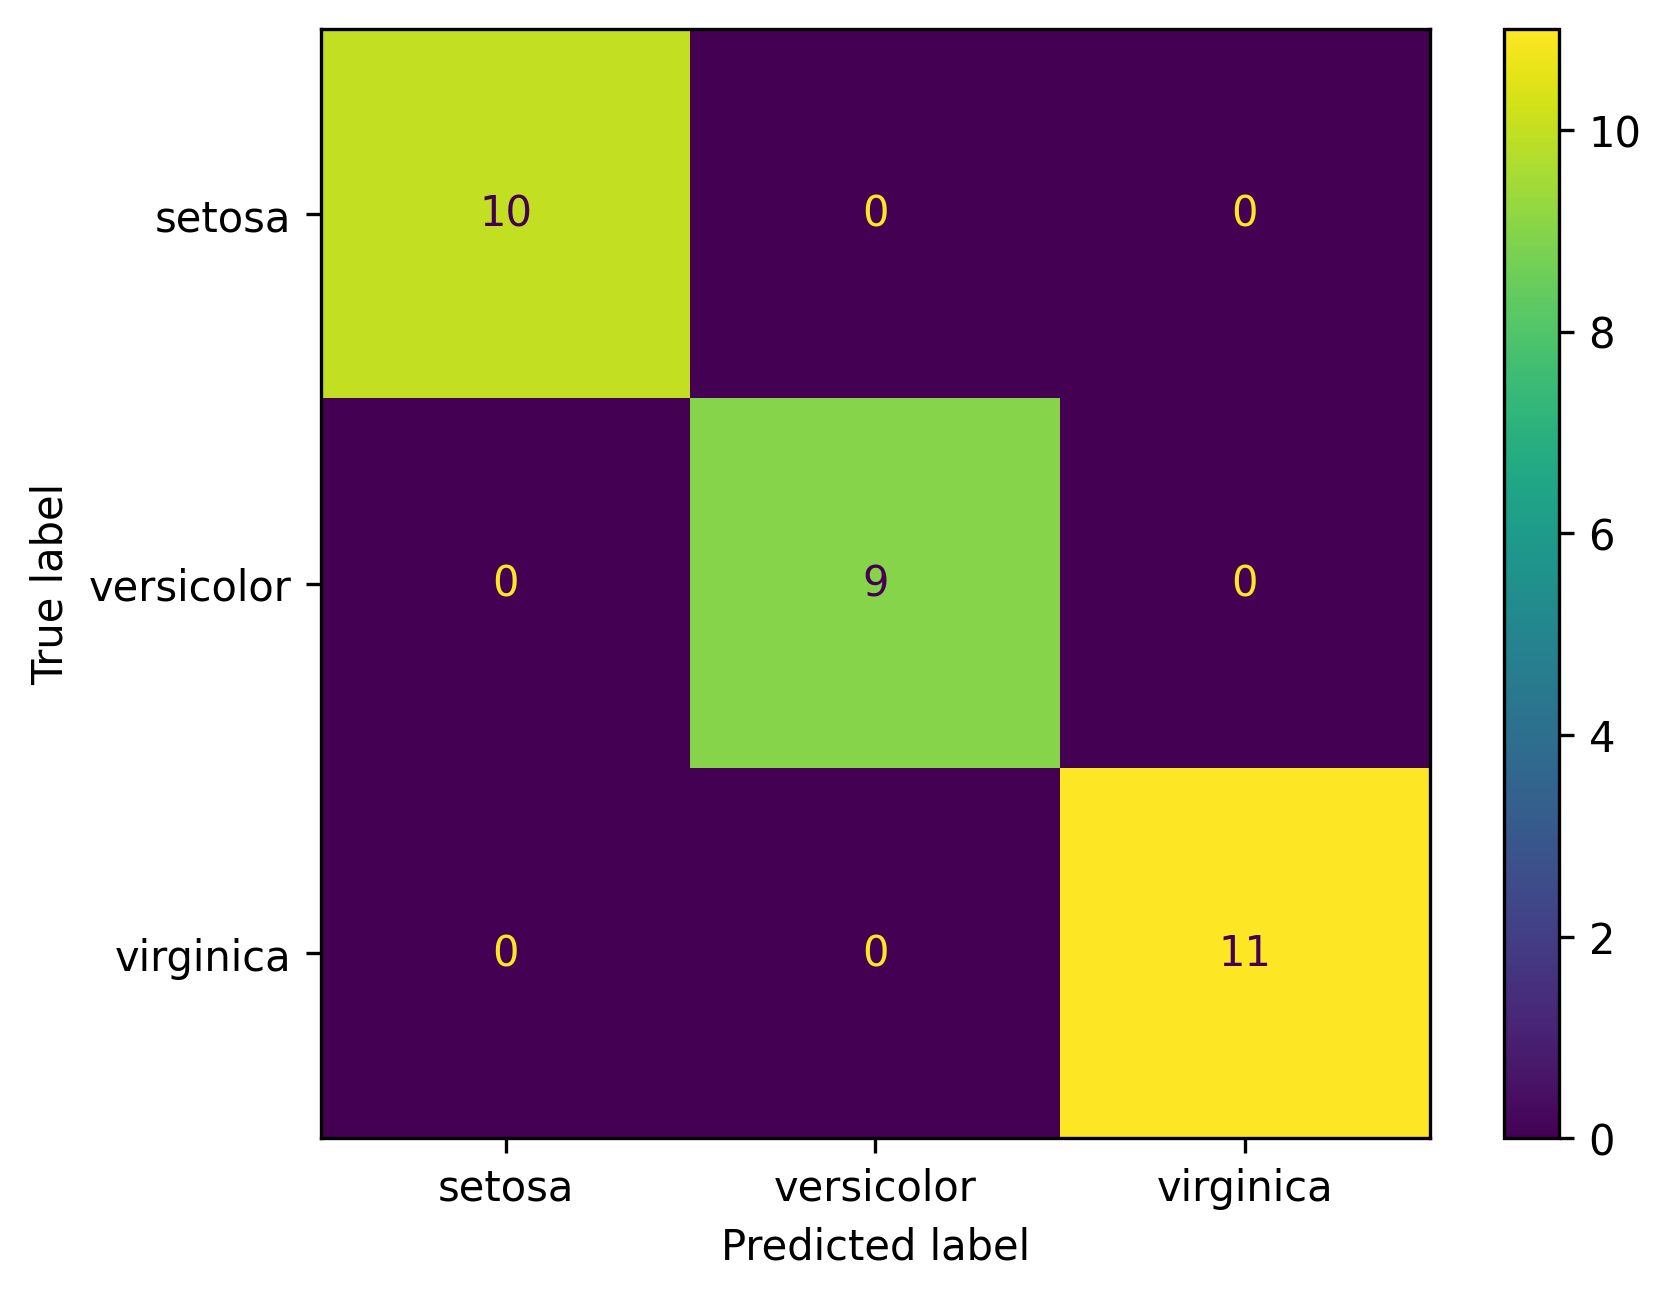 True label
setosa 10 0 0
versicolor 0 9 0
virginica 0 0 11
setosa versicolor virginica
Predicted label
10
8
6
4
2
0